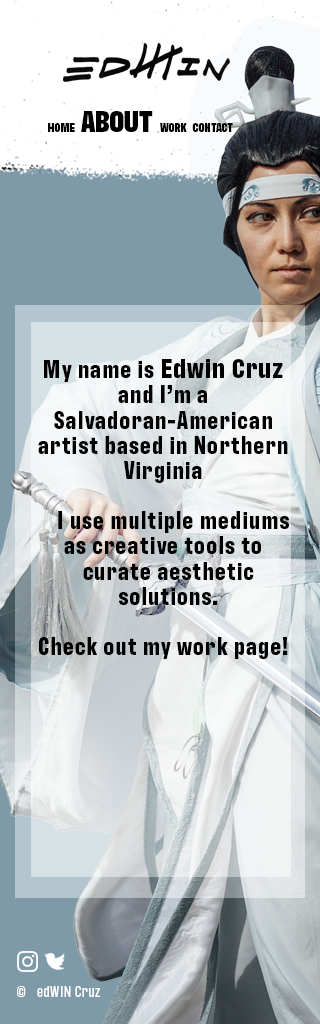 EDWIN
HOME ABOUT WORK CONTACT
My name is Edwin Cruz
and I'm a
Salvadoran-American
artist based in Northern
Virginia
I use multiple mediums
as creative tools to
curate aesthetic
solutions.
Check out my work page!
© edWIN Cruz